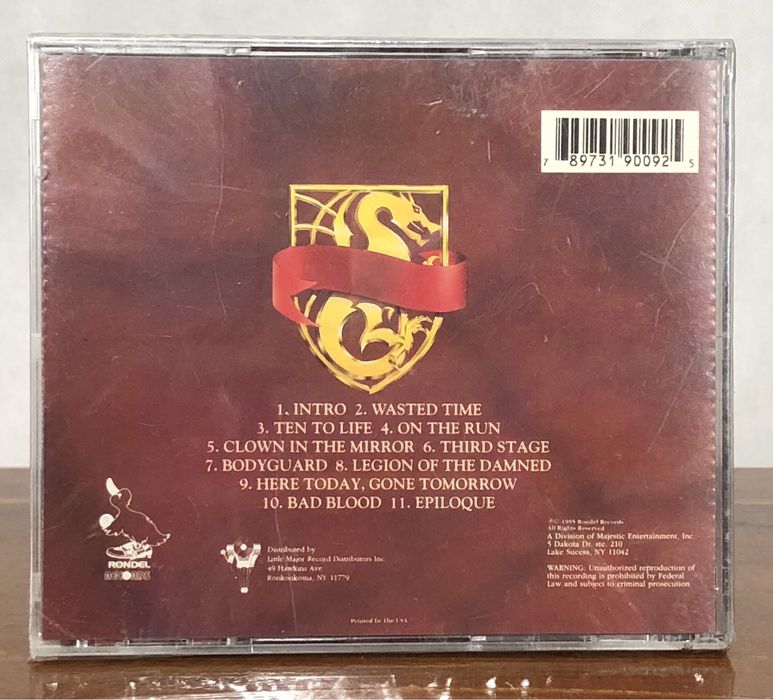 7 89731 90092 5
1. INTRO 2. WASTED TIME
3. TEN TO LIFE 4. ON THE RUN
5. CLOWN IN THE MIRROR 6. THIRD STAGE
7. BODYGUARD 8. LEGION OF THE DAMNED
9. HERE TODAY, GONE TOMORROW
10. BAD BLOOD 11. EPILOQUE
RONDEL
RECORDS
Distributed by
Little Major Record Distributors Inc
49 Hawkins Ave
Ronkonkoma, NY 11779
℗© 1995 Rondel Records
All Rights Reserved
A Division of Majestic Entertainment, Inc.
5 Dakota Dr. ste. 210
Lake Sucess, NY 11042
WARNING: Unauthorized reproduction of
this recording is prohibited by Federal
Law and subject to criminal prosecution
Printed In The USA